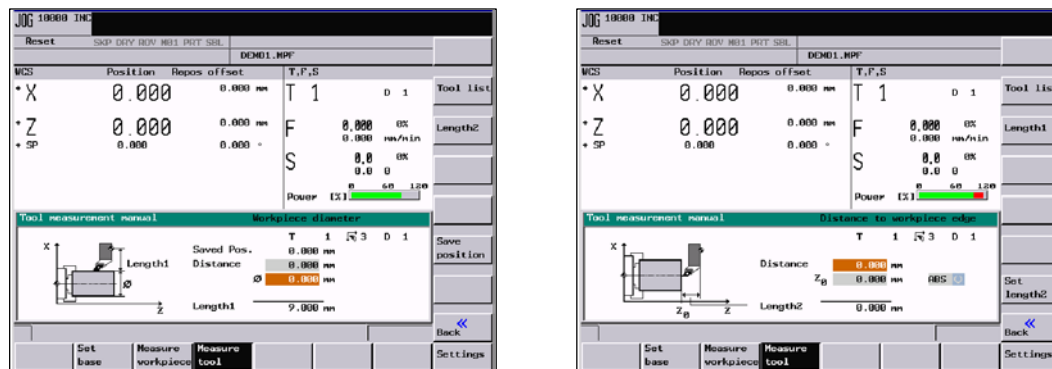 JOG 10000 INC
Reset SKP DRY ROV M01 PRT SBL
DEMO1.MPF
WCS Position Repos offset T,F,S
Tool list
+ X 0.000 0.000 mm T 1 D 1
Length2
+ Z 0.000 0.000 mm F 0.000 0%
0.000 mm/min
+ SP 0.000 0.000 °
S 0.0 0%
0.0 0
0 60 120
Power [%]
Tool measurement manual Workpiece diameter
T 1 3 D 1
X Saved Pos. 0.000 mm
Save position
Length1 Distance 0.000 mm
Ø Ø 0.000 mm
Z Length1 9.000 mm
« Back
Set base Measure workpiece Measure tool Settings
JOG 10000 INC
Reset SKP DRY ROV M01 PRT SBL
DEMO1.MPF
WCS Position Repos offset T,F,S
Tool lis
+ X 0.000 0.000 mm T 1 D 1
Length1
+ Z 0.000 0.000 mm F 0.000 0%
0.000 mm/min
+ SP 0.000 0.000 °
S 0.0 0%
0.0 0
0 60 120
Power [%]
Tool measurement manual Distance to workpiece edge
T 1 3 D 1
X Distance 0.000 mm
Z0 0.000 mm ABS
Set length2
Z0 Z Length2 0.000 mm
« Back
Set base Measure workpiece Measure tool Settings